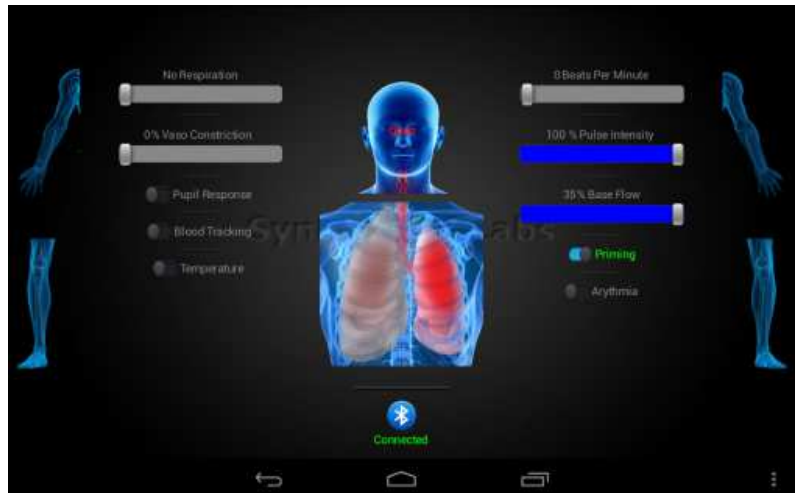 No Respiration
0% Vaso Constriction
Pupil Response
Blood Tracking
Temperature
0 Beats Per Minute
100 % Pulse Intensity
35% Base Flow
Priming
Arythmia
Connected